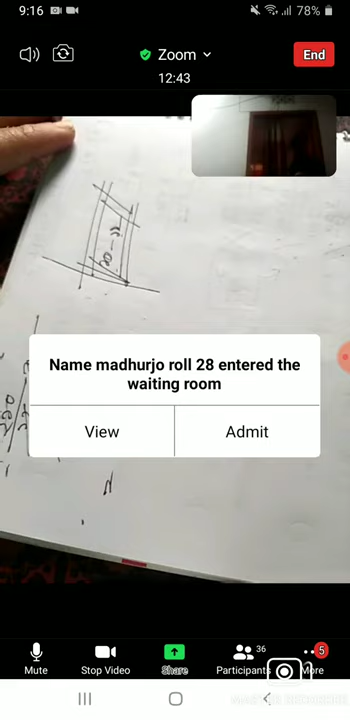 9:16
78%
Zoom
End
12:43
Name madhurjo roll 28 entered the
waiting room
View
Admit
5
36
Mute
Stop Video
Share
Participants
More